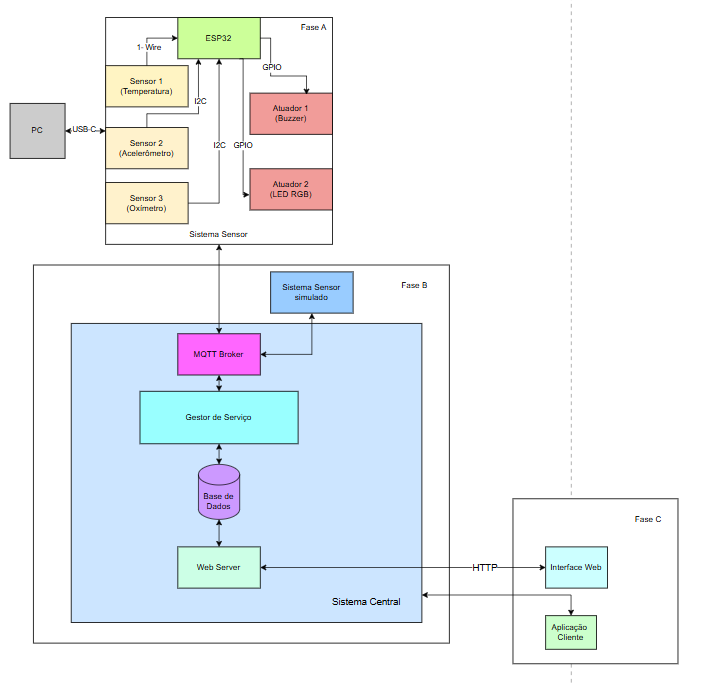 Fase A
ESP32
1- Wire
GPIO
Sensor 1
(Temperatura)
I2C
Atuador 1
(Buzzer)
PC
USB-C
Sensor 2
(Acelerômetro)
I2C
GPIO
Atuador 2
(LED RGB)
Sensor 3
(Oxímetro)
Sistema Sensor
Fase B
Sistema Sensor
simulado
MQTT Broker
Gestor de Serviço
Base de
Dados
Web Server
Sistema Central
Fase C
HTTP
Interface Web
Aplicação
Cliente